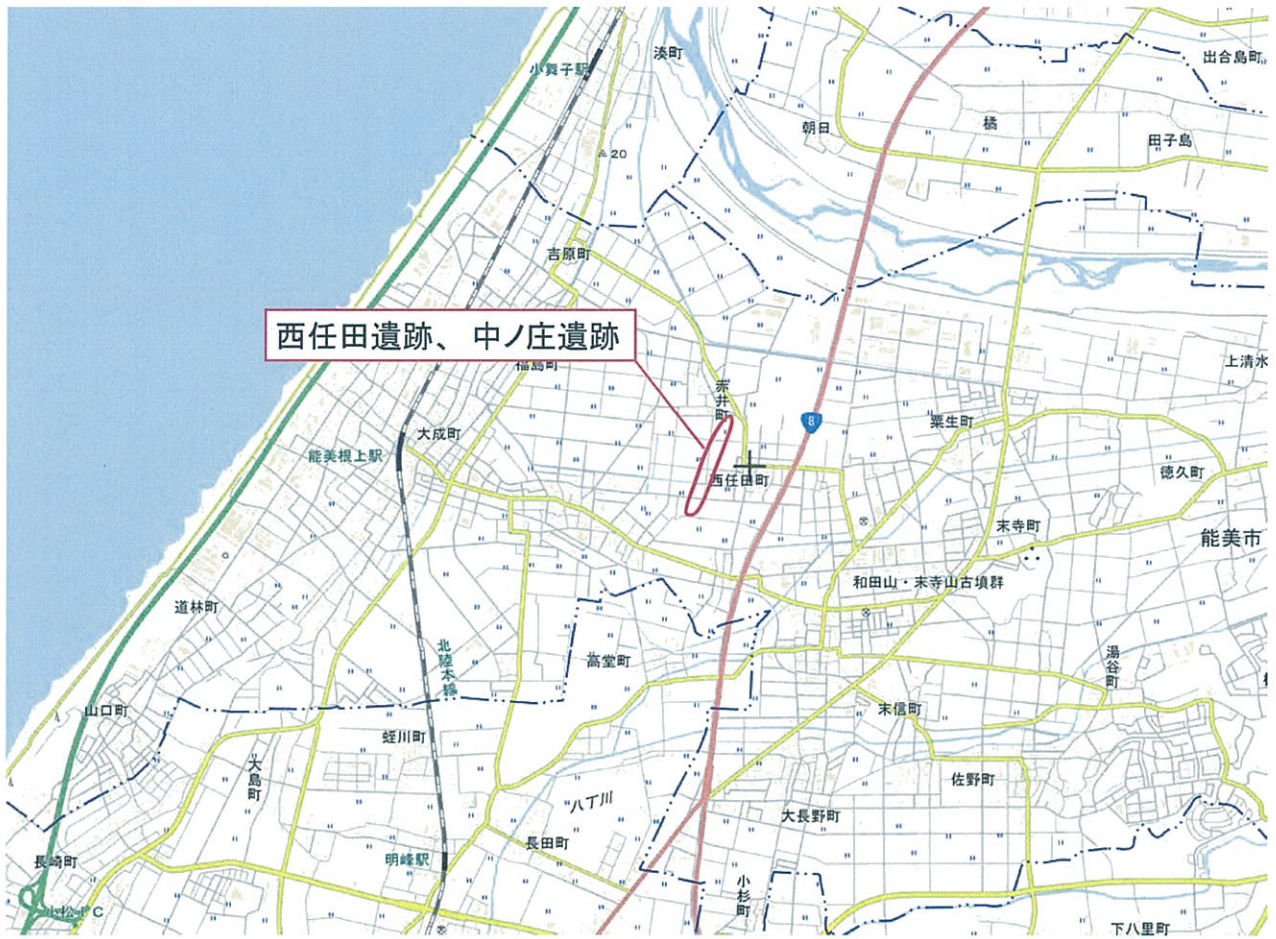 小舞子駅
湊町
出合島町
朝日
橘
田子島
20
吉原町
西任田遺跡、中ノ庄遺跡
福島町
上清水
赤井町
8
粟生町
大成町
能美根上駅
西任田町
徳久町
末寺町
能美市
和田山・末寺山古墳群
道林町
北陸本線
高堂町
湯谷町
山口町
末信町
蛭川町
大島町
佐野町
八丁川
大長野町
長田町
明峰駅
長崎町
小杉町
小松IC
下八里町